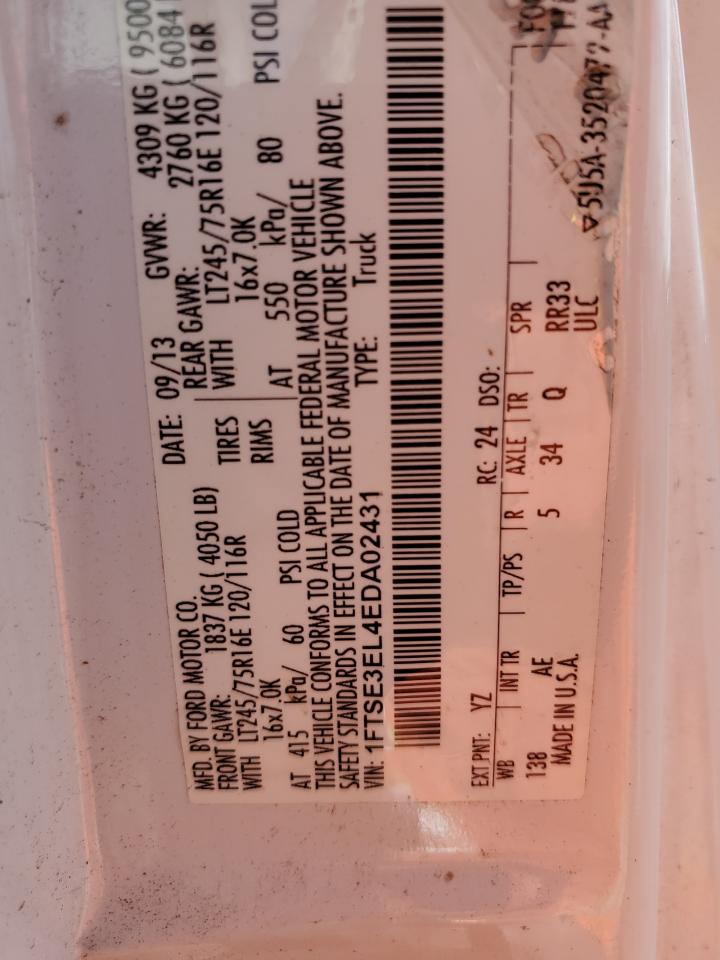 MFD. BY FORD MOTOR CO.
DATE: 09/13 GVWR: 4309 KG ( 9500
FRONT GAWR: 1837 KG ( 4050 LB) REAR GAWR: 2760 KG ( 6084
WITH LT245/75R16E 120/116R TIRES WITH LT245/75R16E 120/116R
16x7.0K RIMS 16x7.0K
AT 415 kPa/ 60 PSI COLD AT 550 kPa/ 80 PSI COL
THIS VEHICLE CONFORMS TO ALL APPLICABLE FEDERAL MOTOR VEHICLE
SAFETY STANDARDS IN EFFECT ON THE DATE OF MANUFACTURE SHOWN ABOVE.
VIN: 1FTSE3EL4EDA02431 TYPE: Truck
EXT PNT: YZ RC: 24 DSO:
WB INT TR TP/PS R AXLE TR SPR
138 AE 5 34 Q RR33
MADE IN U.S.A. ULC